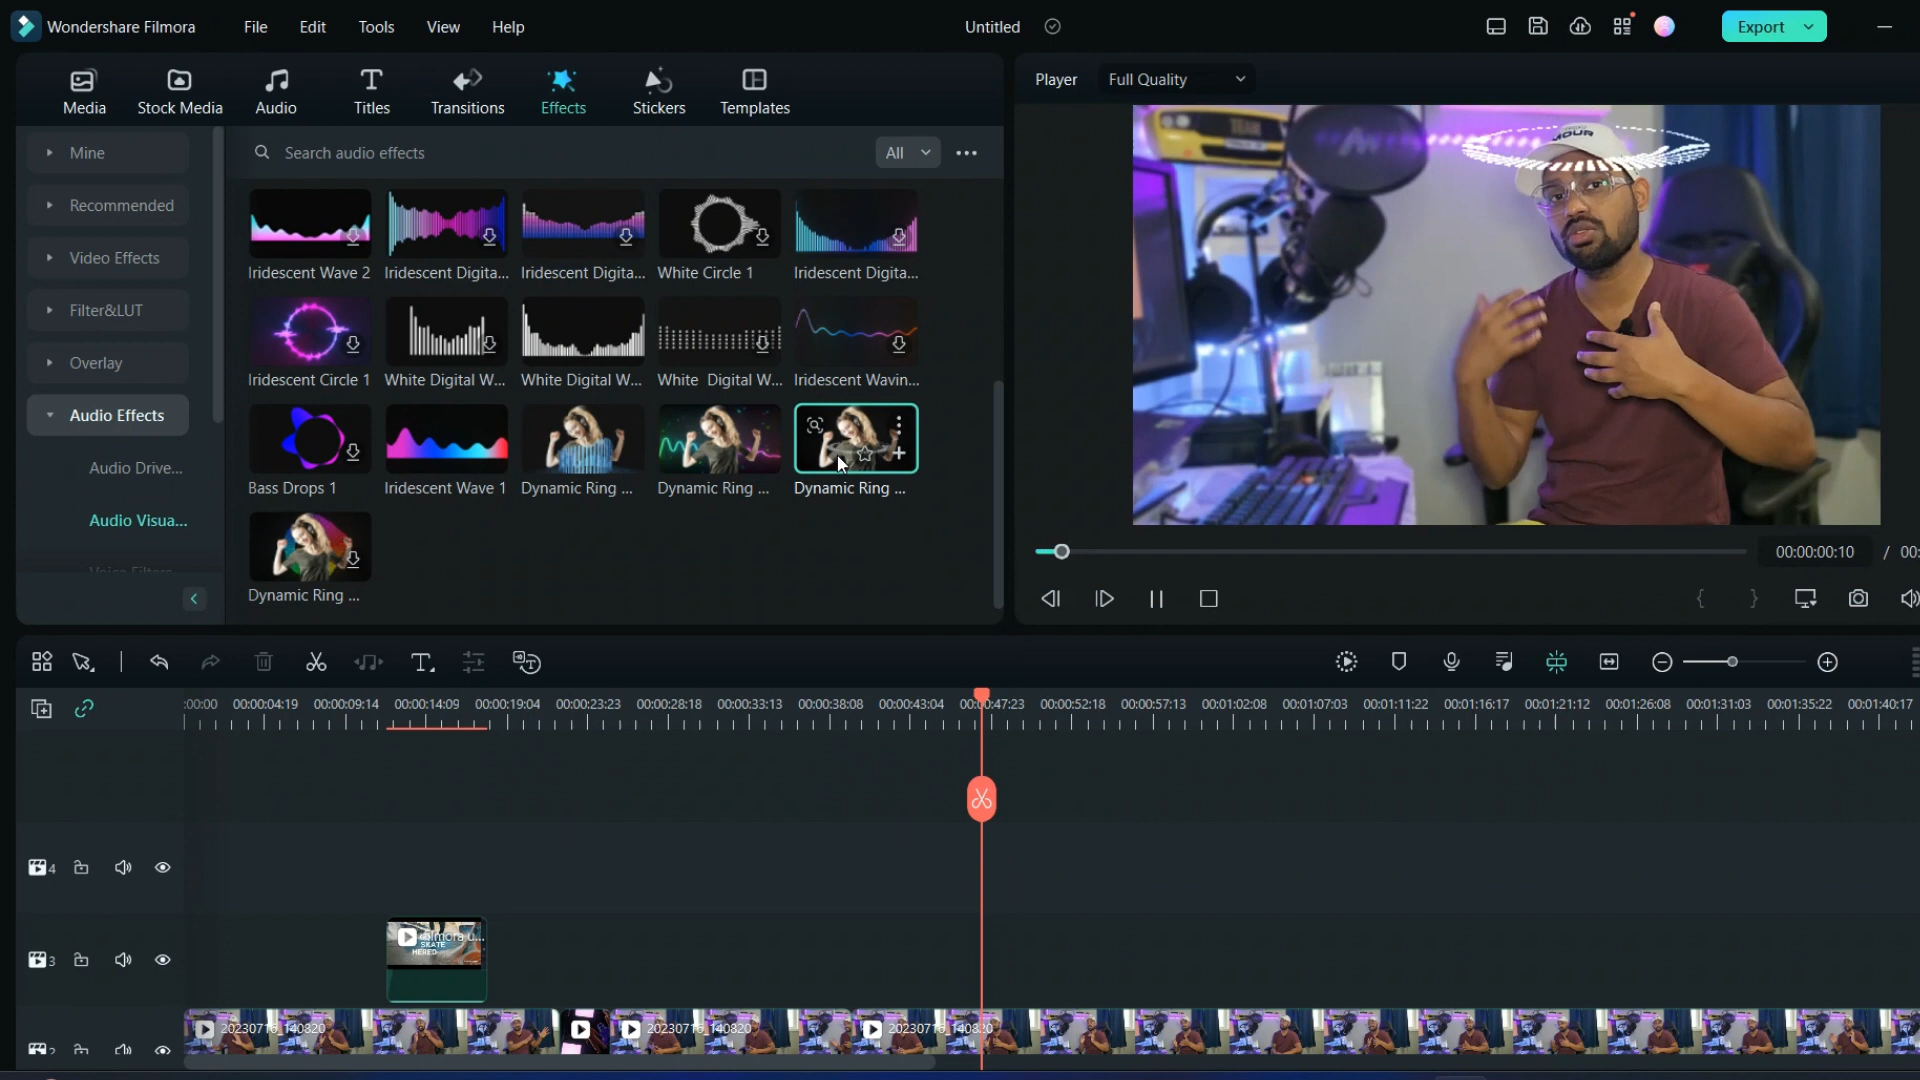 Wondershare Filmora File Edit Tools View Help Untitled Export
Media Stock Media Audio Titles Transitions Effects Stickers Templates
Player Full Quality
Mine
Recommended
Video Effects
Filter&LUT
Overlay
Audio Effects
Audio Drive...
Audio Visua...
Search audio effects All
Iridescent Wave 2 Iridescent Digita... Iridescent Digita... White Circle 1 Iridescent Digita...
Iridescent Circle 1 White Digital W... White Digital W... White Digital W... Iridescent Wavin...
Bass Drops 1 Iridescent Wave 1 Dynamic Ring ... Dynamic Ring ... Dynamic Ring ...
Dynamic Ring ...
MOUR
00:00:00:10 / 00:
:00:00 00:00:04:19 00:00:09:14 00:00:14:09 00:00:19:04 00:00:23:23 00:00:28:18 00:00:33:13 00:00:38:08 00:00:43:04 00:00:47:23 00:00:52:18 00:00:57:13 00:01:02:08 00:01:07:03 00:01:11:22 00:01:16:17 00:01:21:12 00:01:26:08 00:01:31:03 00:01:35:22 00:01:40:17
4
3
filmora u...
SKATE
HERED
2
20230716_140820 20230716_140820 20230716_140820